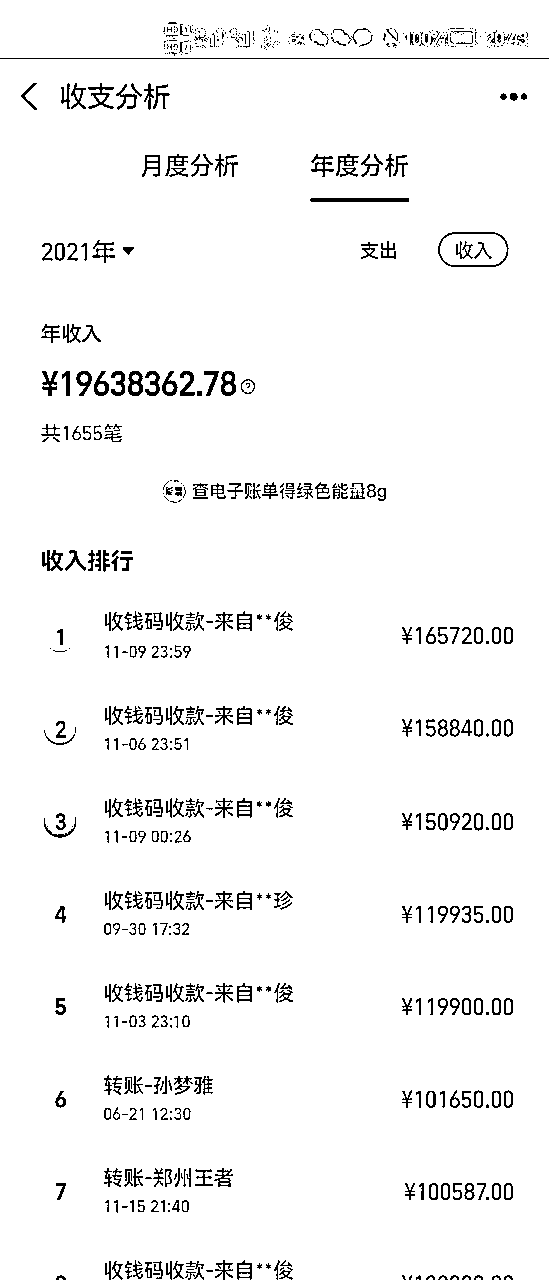 100%
收支分析
月度分析 年度分析
2021年 支出 收入
年收入
¥19638362.78
共1655笔
查电子账单得绿色能量8g
收入排行
1 收钱码收款-来自**俊 ¥165720.00
11-09 23:59
2 收钱码收款-来自**俊 ¥158840.00
11-06 23:51
3 收钱码收款-来自**俊 ¥150920.00
11-09 00:26
4 收钱码收款-来自**珍 ¥119935.00
09-30 17:32
5 收钱码收款-来自**俊 ¥119900.00
11-03 23:10
6 转账-孙梦雅 ¥101650.00
06-21 12:30
7 转账-郑州王者 ¥100587.00
11-15 21:40
收钱码收款-来自**俊